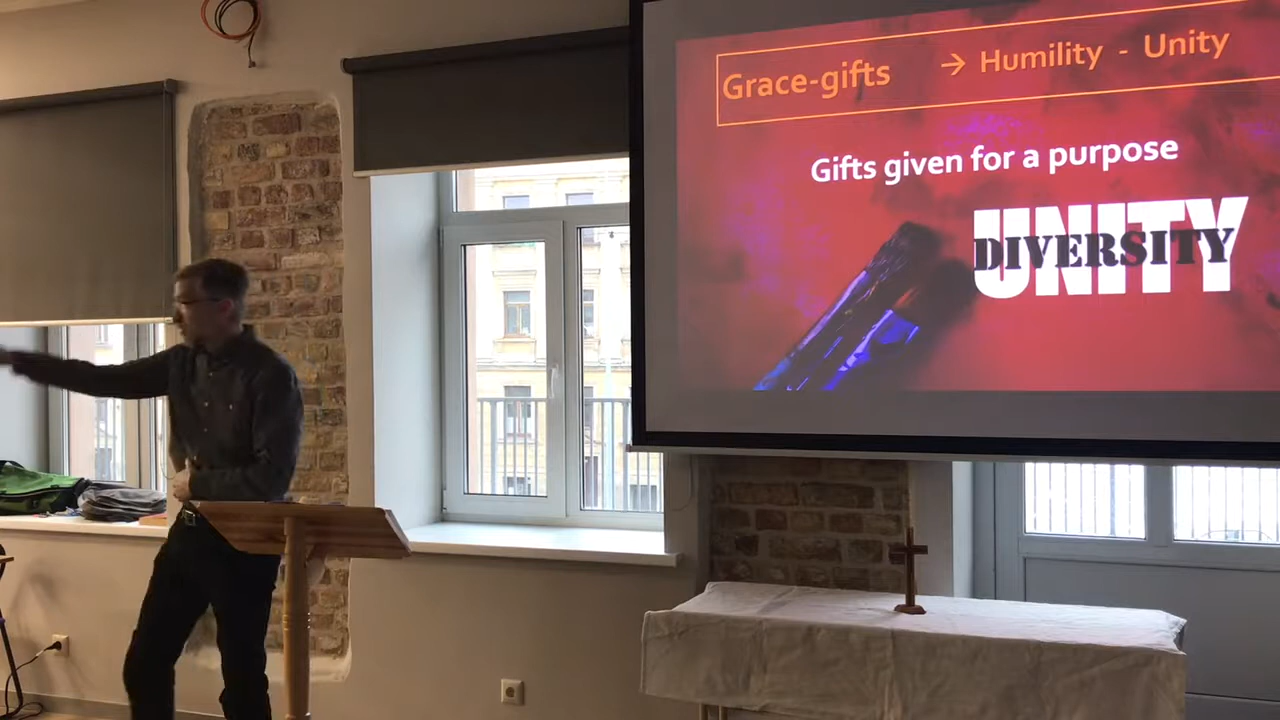 Grace-gifts → Humility - Unity
Gifts given for a purpose
UNITY
DIVERSITY